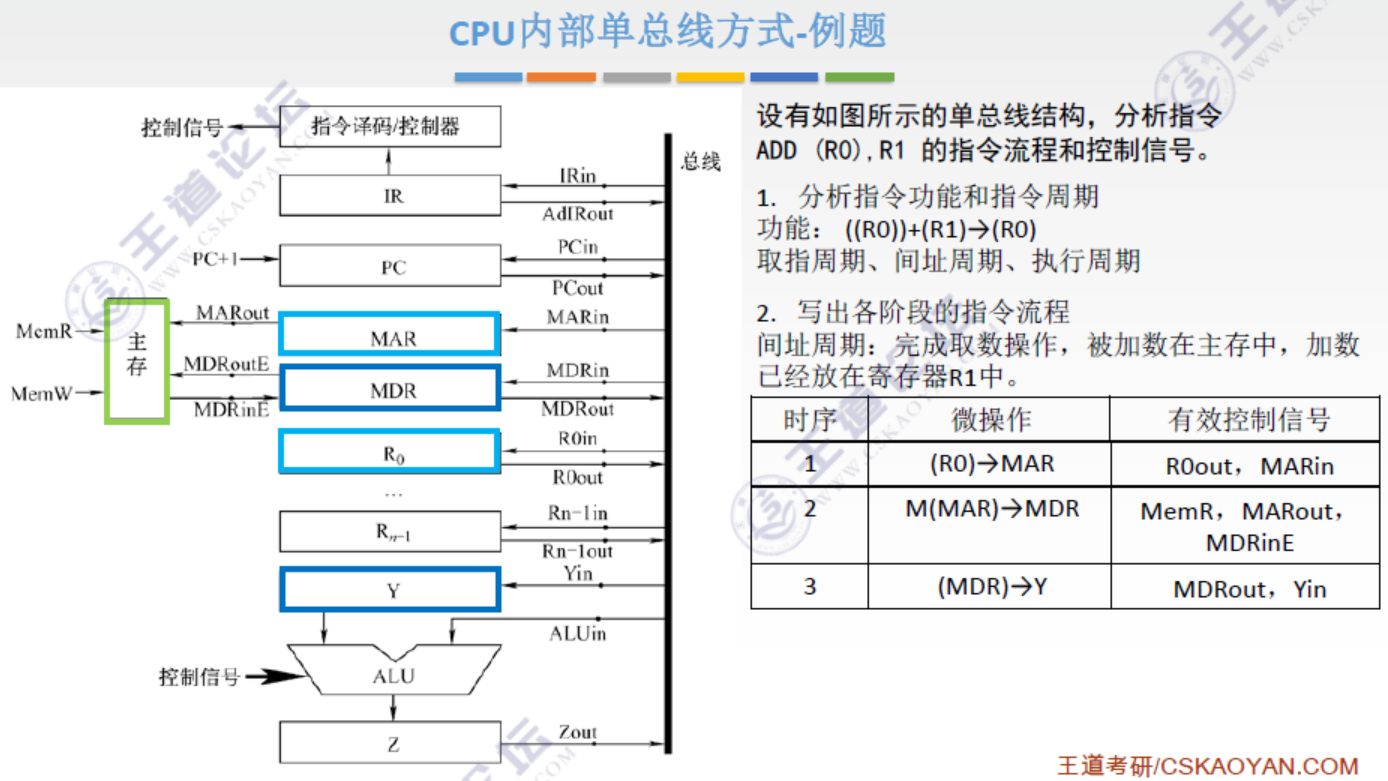 CPU内部单总线方式-例题
控制信号
指令译码/控制器
总线
IRin
IR
AdIRout
PCin
PC+1
PC
PCout
MARout
MARin
MemR
主存
MAR
MDRoutE
MDRin
MDR
MemW
MDRinE
MDRout
R0in
R0
R0out
...
Rn-1in
Rn-1
Rn-1out
Yin
Y
ALUin
控制信号
ALU
Zout
Z
设有如图所示的单总线结构，分析指令
ADD (R0),R1 的指令流程和控制信号。
1. 分析指令功能和指令周期
功能： ((R0))+(R1)→(R0)
取指周期、间址周期、执行周期
2. 写出各阶段的指令流程
间址周期：完成取数操作，被加数在主存中，加数
已经放在寄存器R1中。
时序 微操作 有效控制信号
1 (R0)→MAR R0out，MARin
2 M(MAR)→MDR MemR，MARout，
MDRinE
3 (MDR)→Y MDRout，Yin
王道考研/CSKAOYAN.COM
王道论坛
WWW.CSKAOYAN.COM